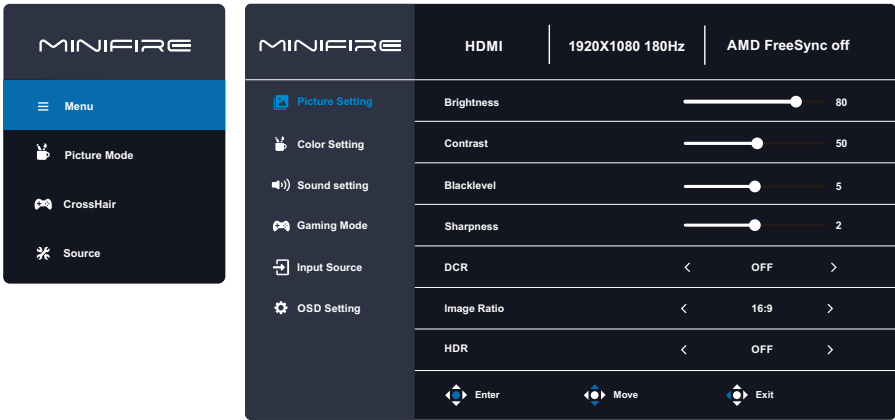 MINIFIRE
Menu
Picture Mode
CrossHair
Source
MINIFIRE
HDMI
1920X1080 180Hz
AMD FreeSync off
Picture Setting
Color Setting
Sound setting
Gaming Mode
Input Source
OSD Setting
Brightness 80
Contrast 50
Blacklevel 5
Sharpness 2
DCR < OFF >
Image Ratio < 16:9 >
HDR < OFF >
Enter Move Exit